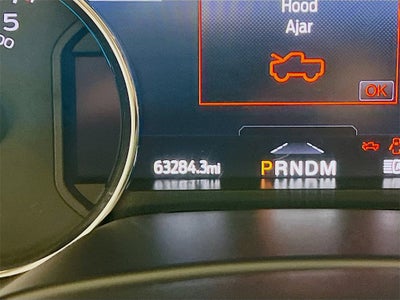 Hood
Ajar
OK
5
63284.3mi
PRNDM